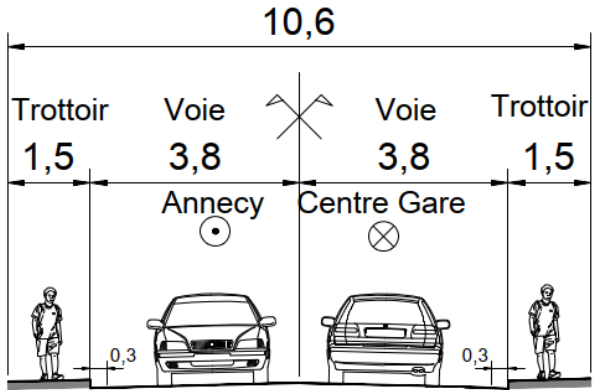 10,6
Trottoir Voie Voie Trottoir
1,5 3,8 3,8 1,5
Annecy Centre Gare
0,3 0,3